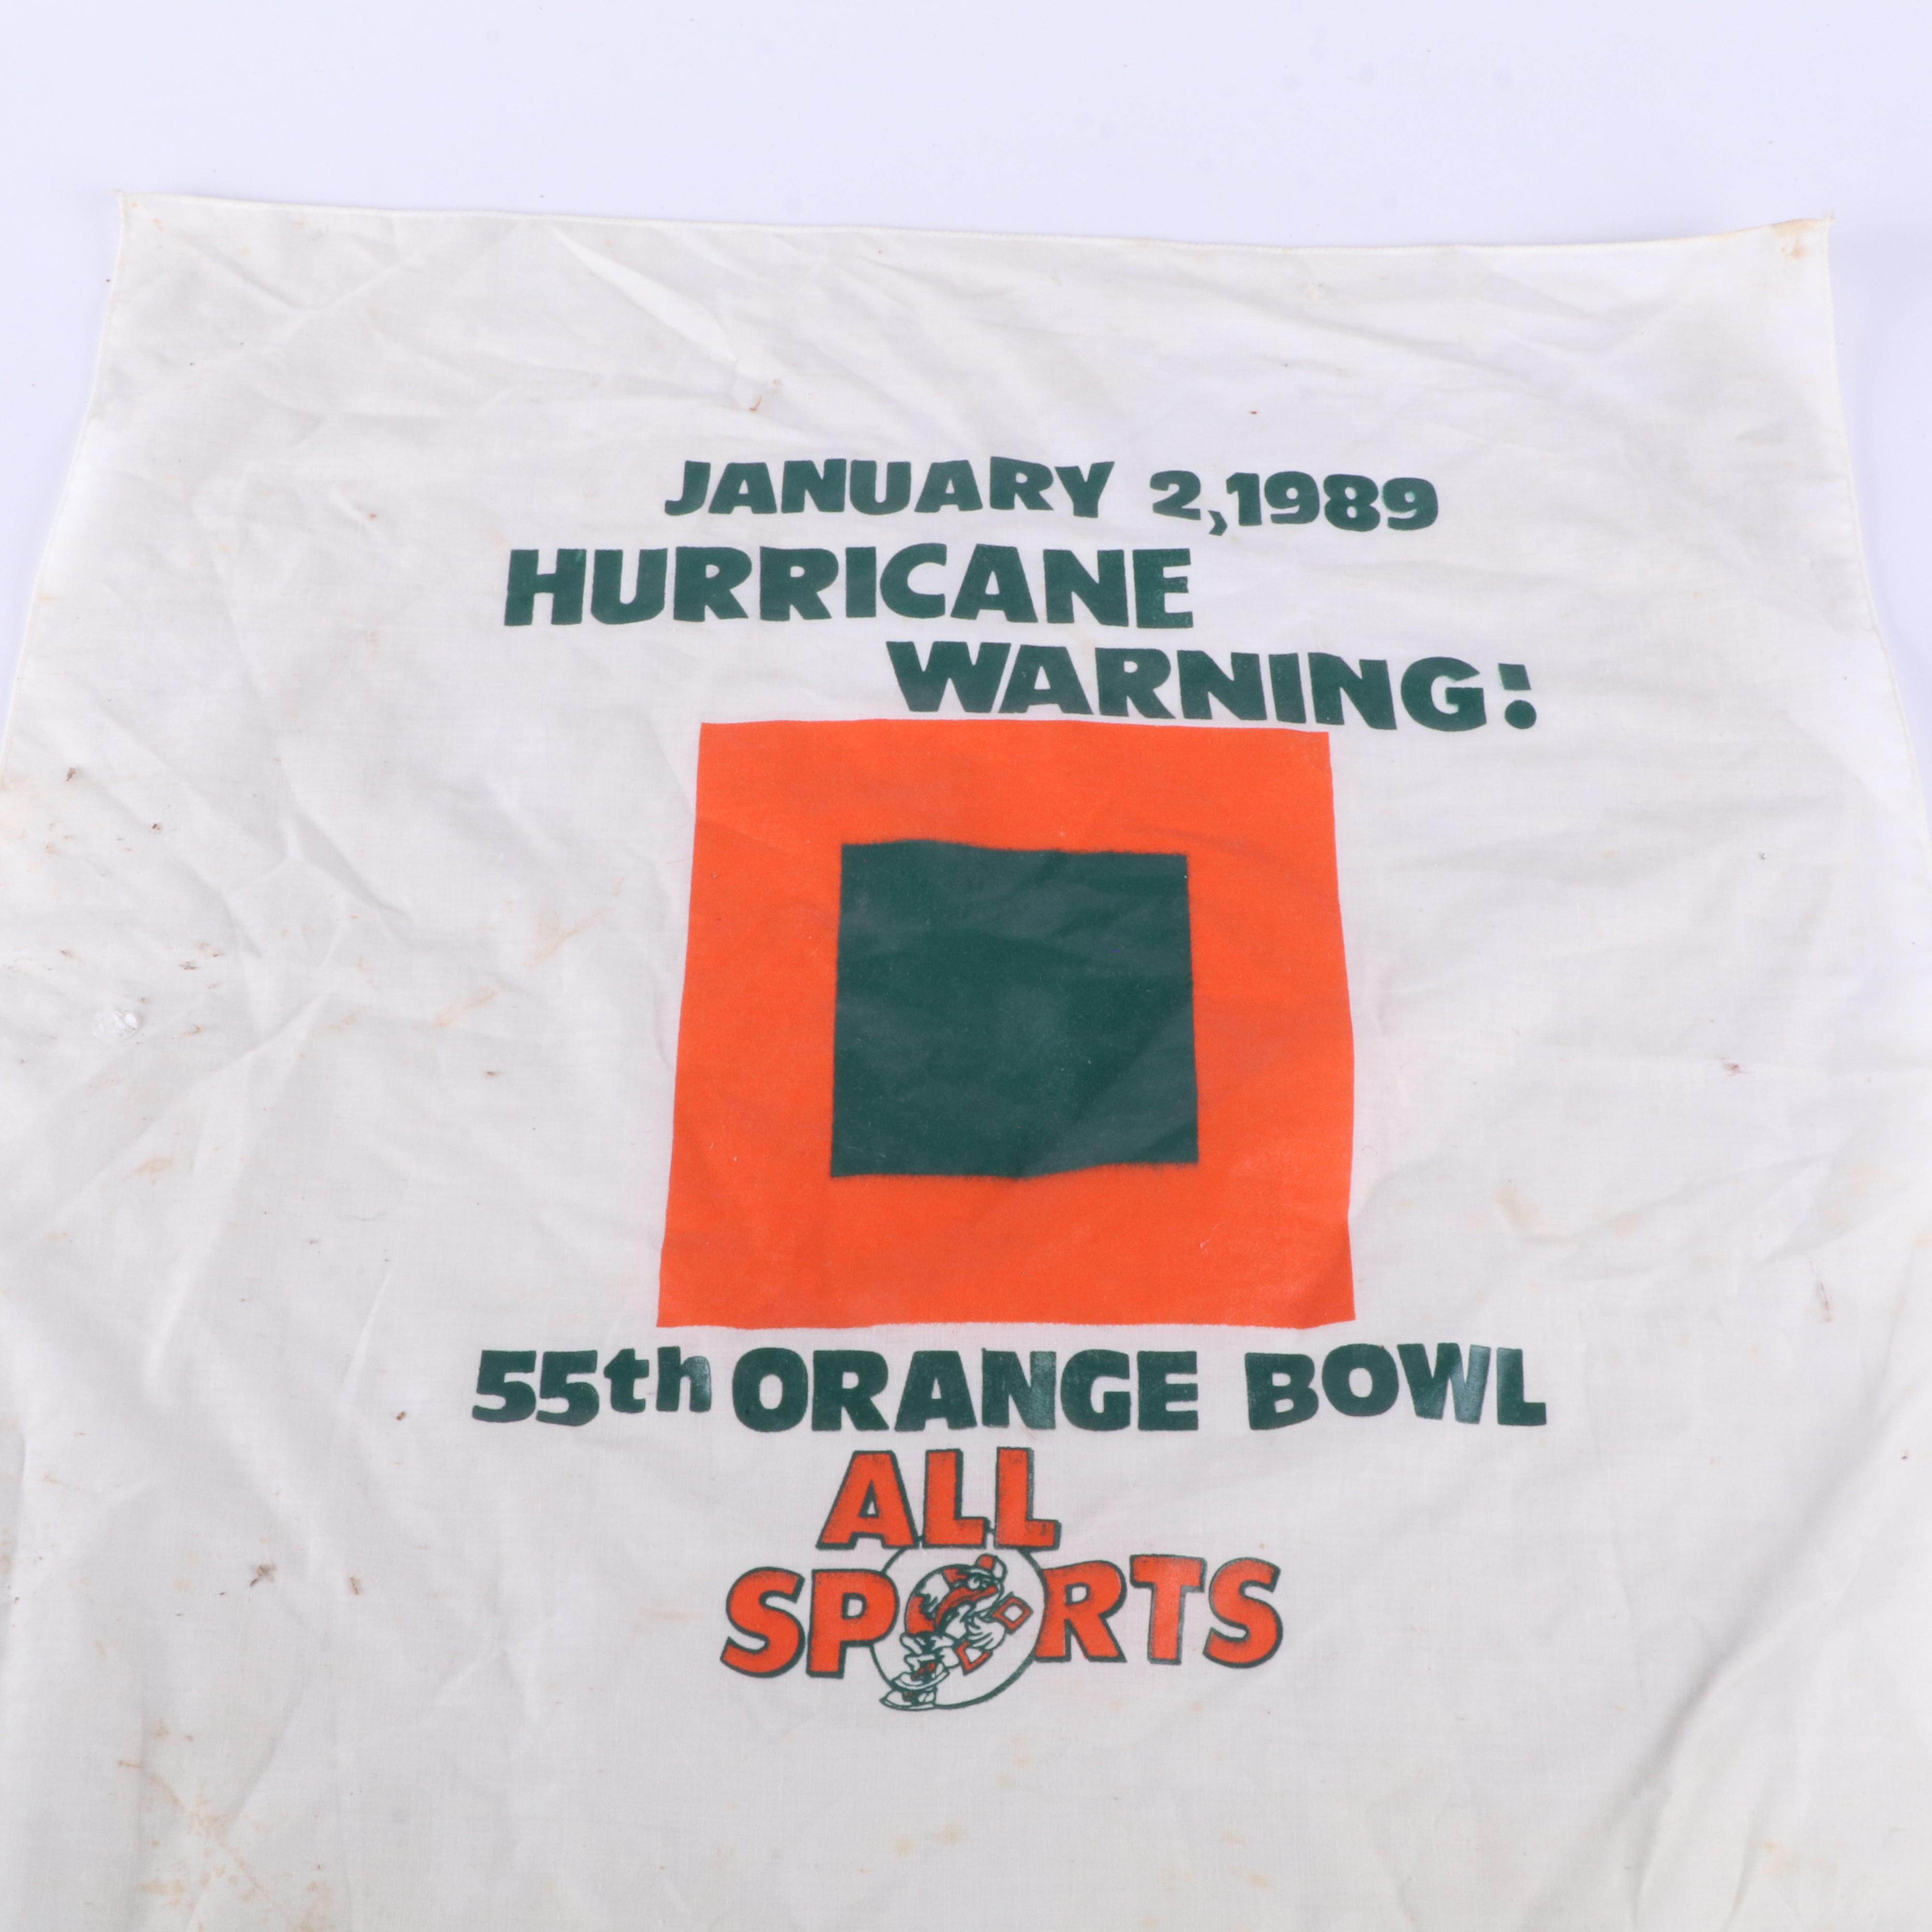 JANUARY 2,1989
HURRICANE
WARNING:
55th ORANGE BOWL
ALL
SPORTS